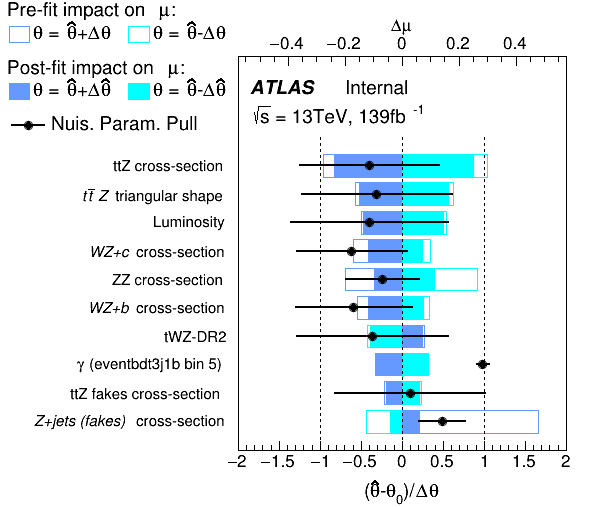 Pre-fit impact on μ:
θ = θ̂+Δθ θ = θ̂-Δθ
Post-fit impact on μ:
θ = θ̂+Δθ̂ θ = θ̂-Δθ̂
Nuis. Param. Pull
Δμ
−0.4 −0.2 0 0.2 0.4
ATLAS Internal
√s = 13TeV, 139fb⁻¹
ttZ cross-section
tt̄ Z triangular shape
Luminosity
WZ+c cross-section
ZZ cross-section
WZ+b cross-section
tWZ-DR2
γ (eventbdt3j1b bin 5)
ttZ fakes cross-section
Z+jets (fakes) cross-section
−2 −1.5 −1 −0.5 0 0.5 1 1.5 2
(θ̂-θ₀)/Δθ